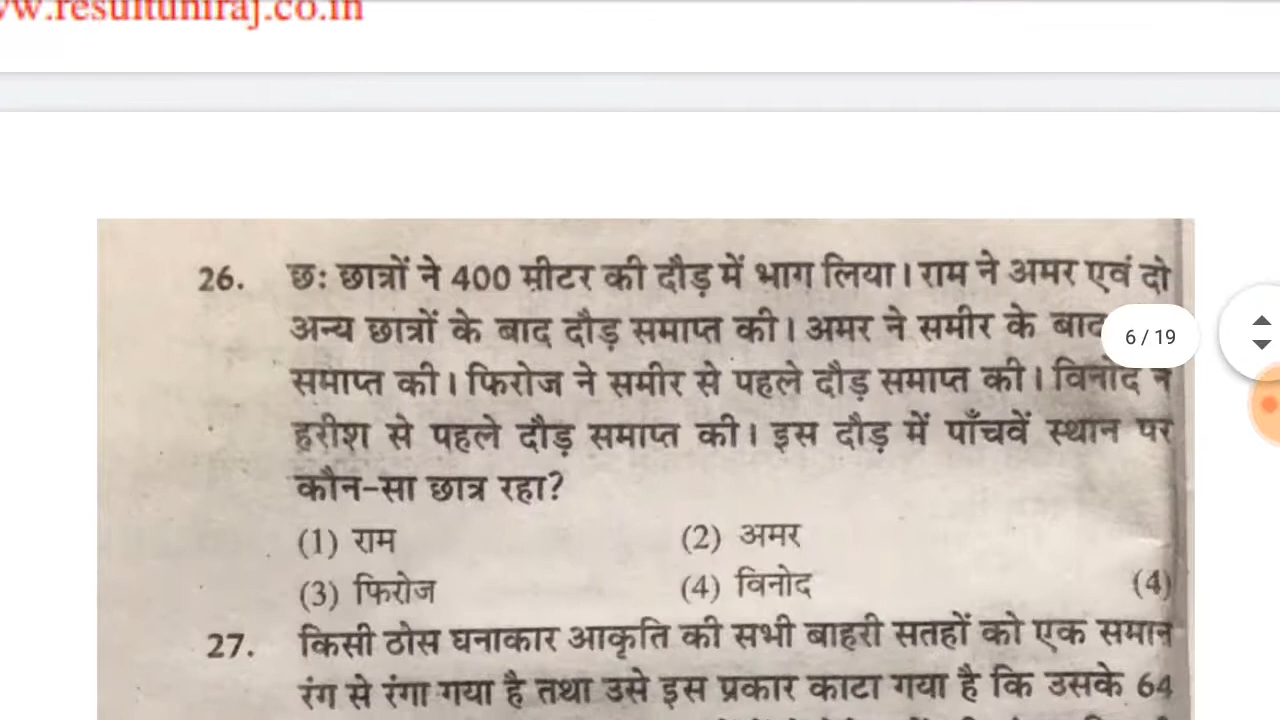 www.resultuniraj.co.in
26. छः छात्रों ने 400 मीटर की दौड़ में भाग लिया। राम ने अमर एवं दो
अन्य छात्रों के बाद दौड़ समाप्त की। अमर ने समीर के बाद
6 / 19
समाप्त की। फिरोज ने समीर से पहले दौड़ समाप्त की। विनोद ने
हरीश से पहले दौड़ समाप्त की। इस दौड़ में पाँचवें स्थान पर
कौन-सा छात्र रहा?
(1) राम (2) अमर
(3) फिरोज (4) विनोद (4)
27. किसी ठोस घनाकार आकृति की सभी बाहरी सतहों को एक समान
रंग से रंगा गया है तथा उसे इस प्रकार काटा गया है कि उसके 64